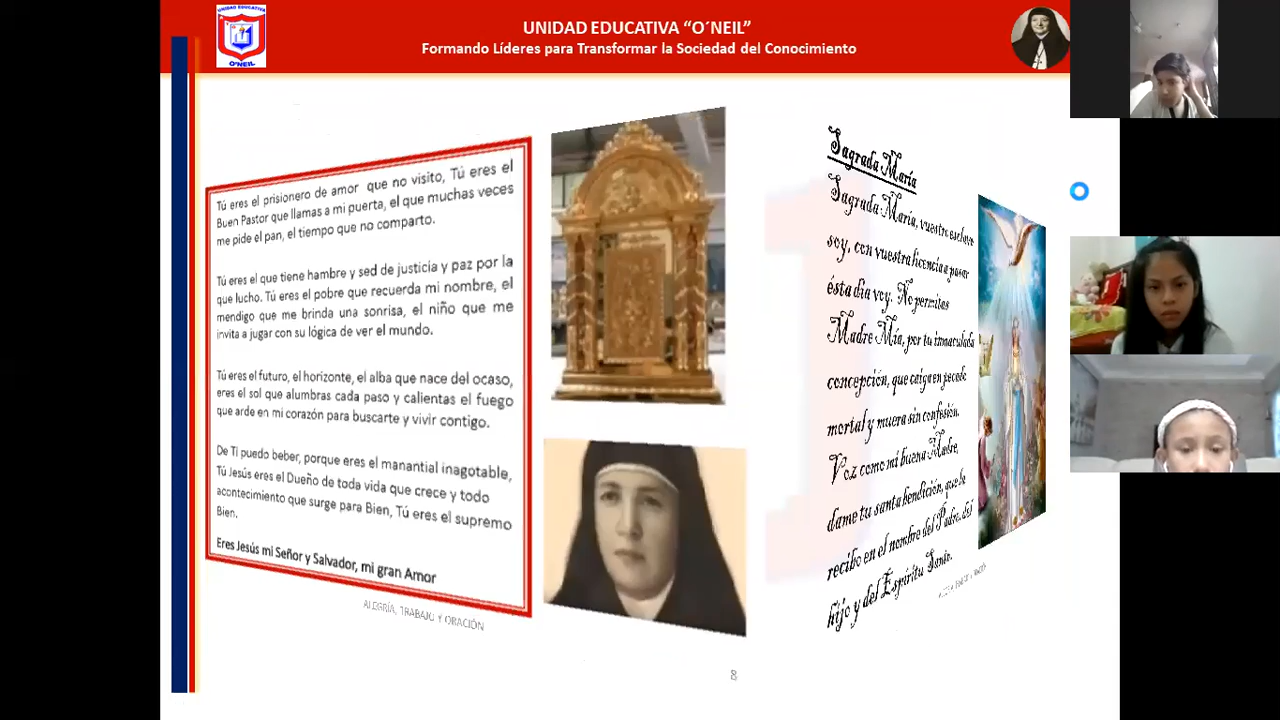 UNIDAD EDUCATIVA
O'NEIL
UNIDAD EDUCATIVA “O´NEIL”
Formando Líderes para Transformar la Sociedad del Conocimiento
Tú eres el prisionero de amor que no visito, Tú eres el
Buen Pastor que llamas a mi puerta, el que muchas veces
me pide el pan, el tiempo que no comparto.
Tú eres el que tiene hambre y sed de justicia y paz por la
que lucho. Tú eres el pobre que recuerda mi nombre, el
mendigo que me brinda una sonrisa, el niño que me
invita a jugar con su lógica de ver el mundo.
Tú eres el futuro, el horizonte, el alba que nace del ocaso,
eres el sol que alumbras cada paso y calientas el fuego
que arde en mi corazón para buscarte y vivir contigo.
De Ti puedo beber, porque eres el manantial inagotable,
Tú Jesús eres el Dueño de toda vida que crece y todo
acontecimiento que surge para Bien, Tú eres el supremo
Bien.
Eres Jesús mi Señor y Salvador, mi gran Amor
ALEGRÍA, TRABAJO Y ORACIÓN
Sagrada María
Sagrada María, vuestro esclavo
soy, con vuestra licencia a pasar
ésta dia voy. No permitas
Madre Mía, por tu inmaculada
concepción, que caiga en pecado
mortal y muera sin confesión.
Voz como mi buena Madre,
dame tu santa bendición, que la
recibo en el nombre del Padre, del
hijo y del Espíritu Santo.
8